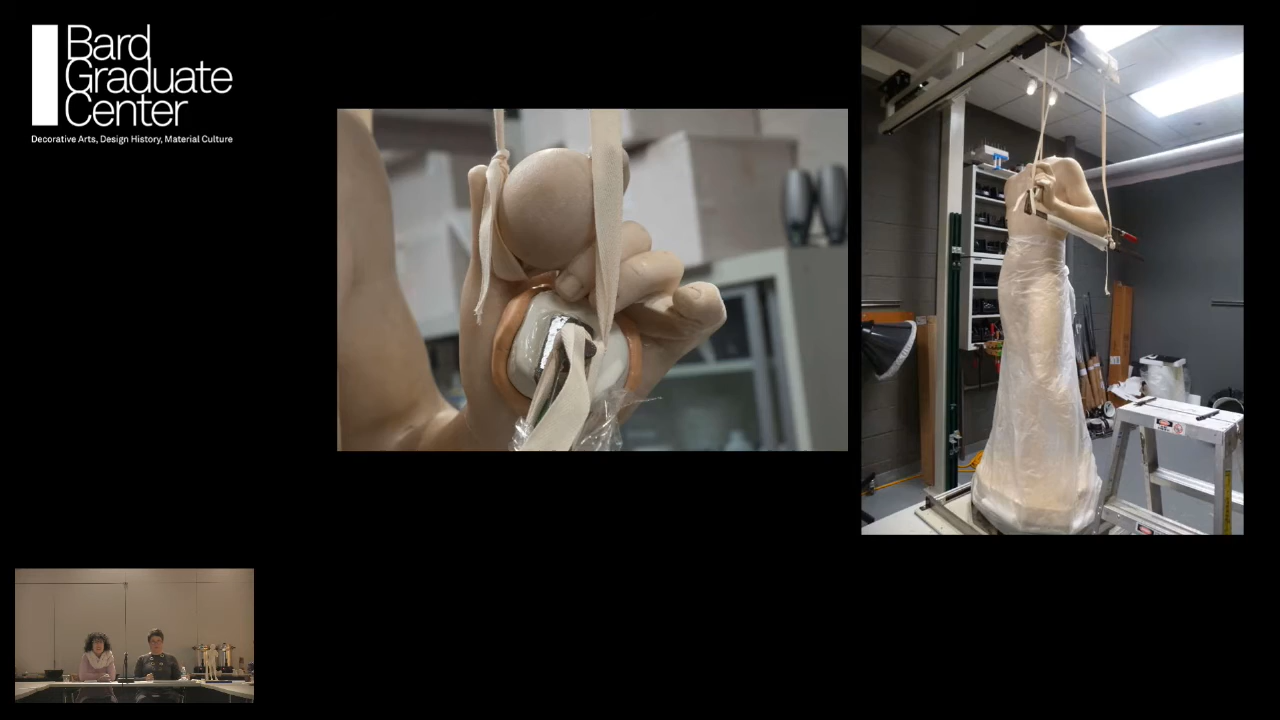 Bard
Graduate
Center
Decorative Arts, Design History, Material Culture